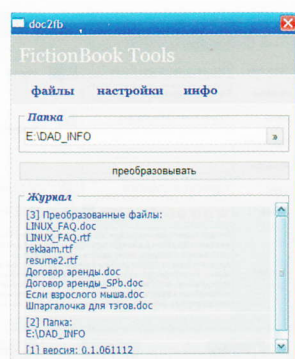 doc2fb
FictionBook Tools
файлы настройки инфо
Папка
E:\DAD_INFO »
преобразовывать
Журнал
[3] Преобразованные файлы:
LINUX_FAQ.doc
LINUX_FAQ.rtf
reklaam.rtf
resume2.rtf
Договор аренды.doc
Договор аренды_SPb.doc
Если взрослого мыша.doc
Шпаргалочка для тэгов.doc
[2] Папка:
E:\DAD_INFO
[1] версия: 0.1.061112